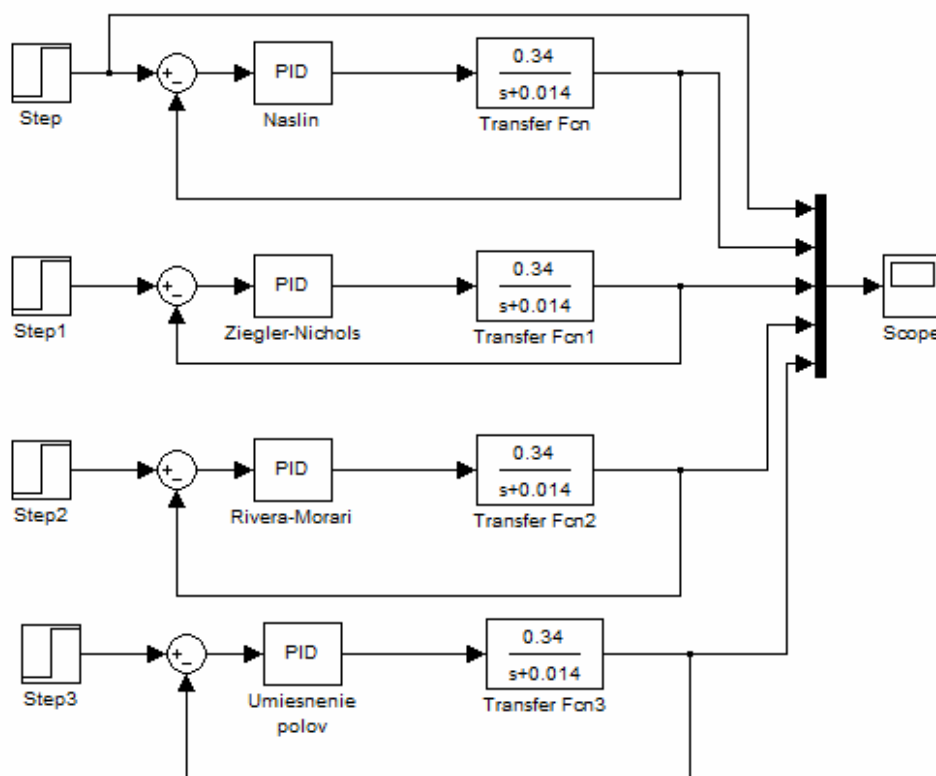 Step
+
-
PID
Naslin
0.34
s+0.014
Transfer Fcn
Step1
+
-
PID
Ziegler-Nichols
0.34
s+0.014
Transfer Fcn1
Scope
Step2
+
-
PID
Rivera-Morari
0.34
s+0.014
Transfer Fcn2
Step3
+
-
PID
Umiesnenie
polov
0.34
s+0.014
Transfer Fcn3